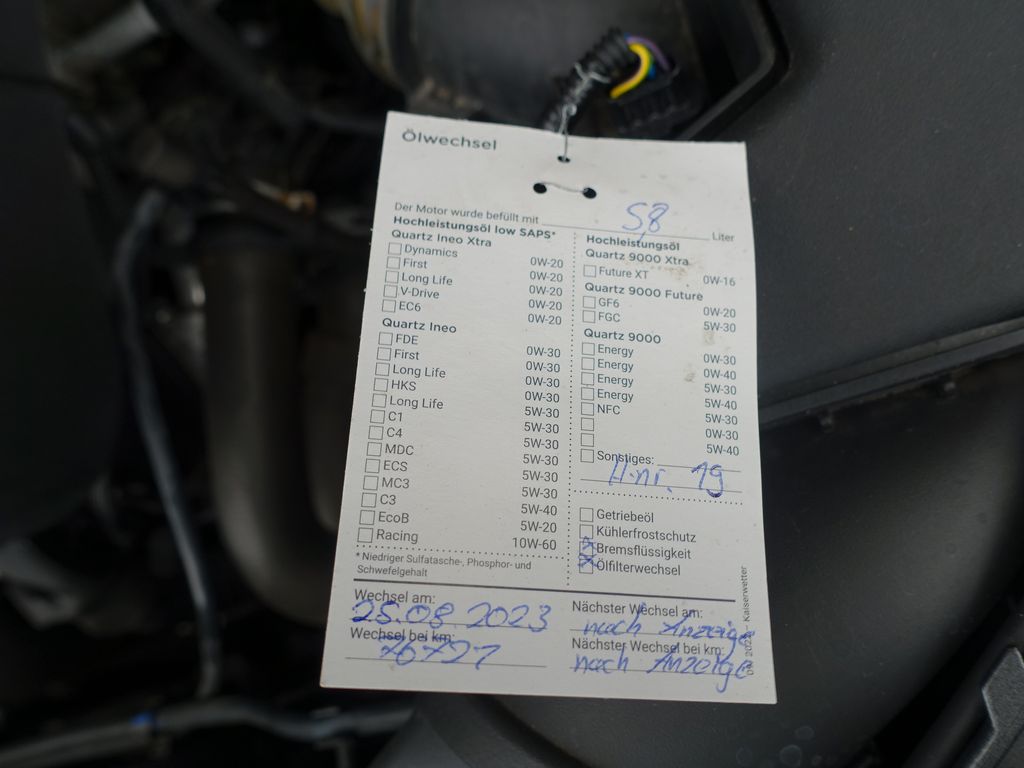 Ölwechsel
Der Motor wurde befüllt mit 5,8 Liter
Hochleistungsöl low SAPS*
Quartz Ineo Xtra
Dynamics 0W-20
First 0W-20
Long Life 0W-20
V-Drive 0W-20
EC6 0W-20
Quartz Ineo
FDE 0W-30
First 0W-30
Long Life 0W-30
HKS 0W-30
Long Life 5W-30
C1 5W-30
C4 5W-30
MDC 5W-30
ECS 5W-30
MC3 5W-30
C3 5W-40
EcoB 5W-20
Racing 10W-60
* Niedriger Sulfatasche-, Phosphor- und
Schwefelgehalt
Hochleistungsöl
Quartz 9000 Xtra
Future XT 0W-16
Quartz 9000 Future
GF6 0W-20
FGC 5W-30
Quartz 9000
Energy 0W-30
Energy 0W-40
Energy 5W-30
Energy 5W-40
NFC 5W-30
0W-30
5W-40
Sonstiges:
19
Getriebeöl
Kühlerfrostschutz
Bremsflüssigkeit
Ölfilterwechsel
Wechsel am:
25.08.2023
Wechsel bei km:
76721
Nächster Wechsel am:
nach Anzeige
Nächster Wechsel bei km:
nach Anzeige
Kaiserwetter